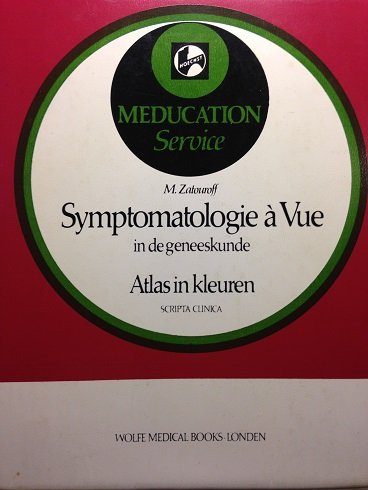 HOECHST
MEDUCATION
Service
M. Zatouroff
Symptomatologie à Vue
in de geneeskunde
Atlas in kleuren
SCRIPTA CLINICA
WOLFE MEDICAL BOOKS-LONDEN